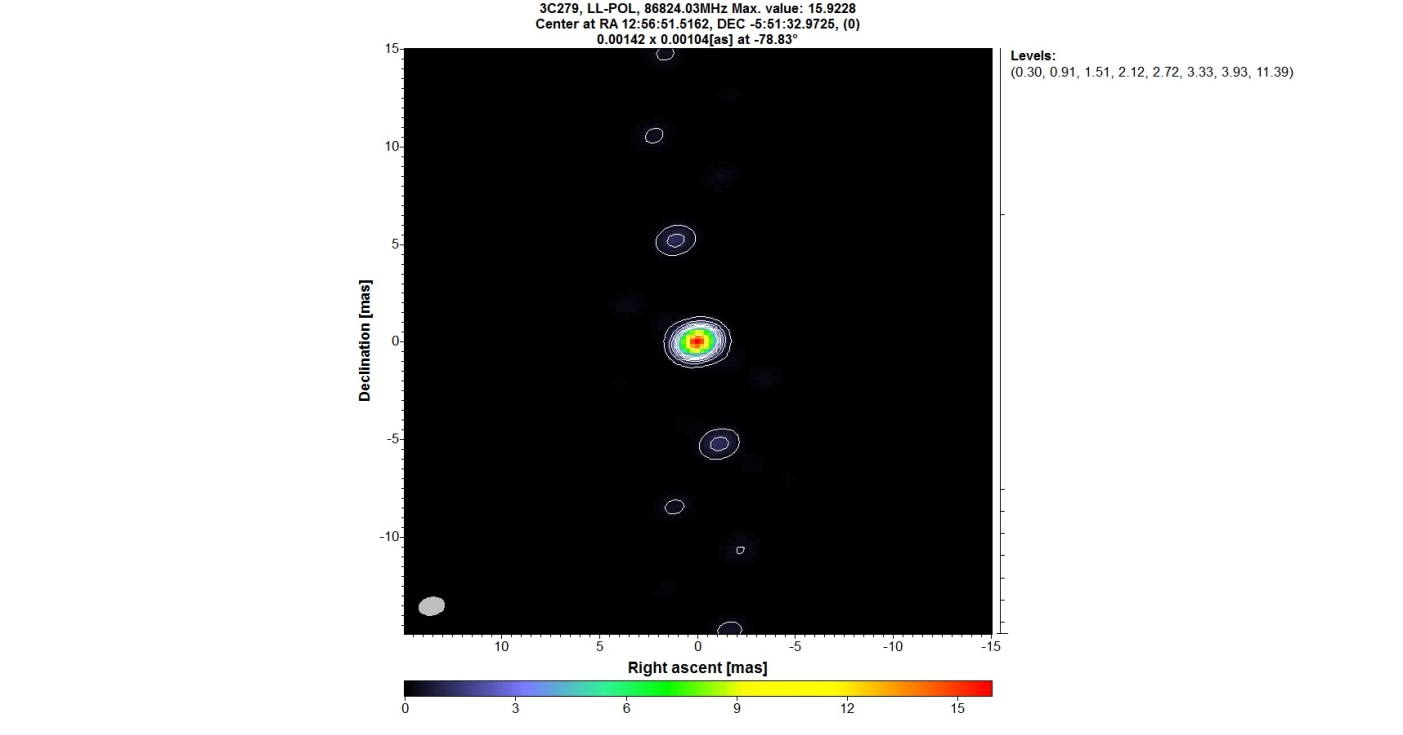 3C279, LL-POL, 86824.03MHz Max. value: 15.9228
Center at RA 12:56:51.5162, DEC -5:51:32.9725, (0)
0.00142 x 0.00104[as] at -78.83°
Levels:
(0.30, 0.91, 1.51, 2.12, 2.72, 3.33, 3.93, 11.39)
Declination [mas]
15
10
5
0
-5
-10
10 5 0 -5 -10 -15
Right ascent [mas]
0 3 6 9 12 15